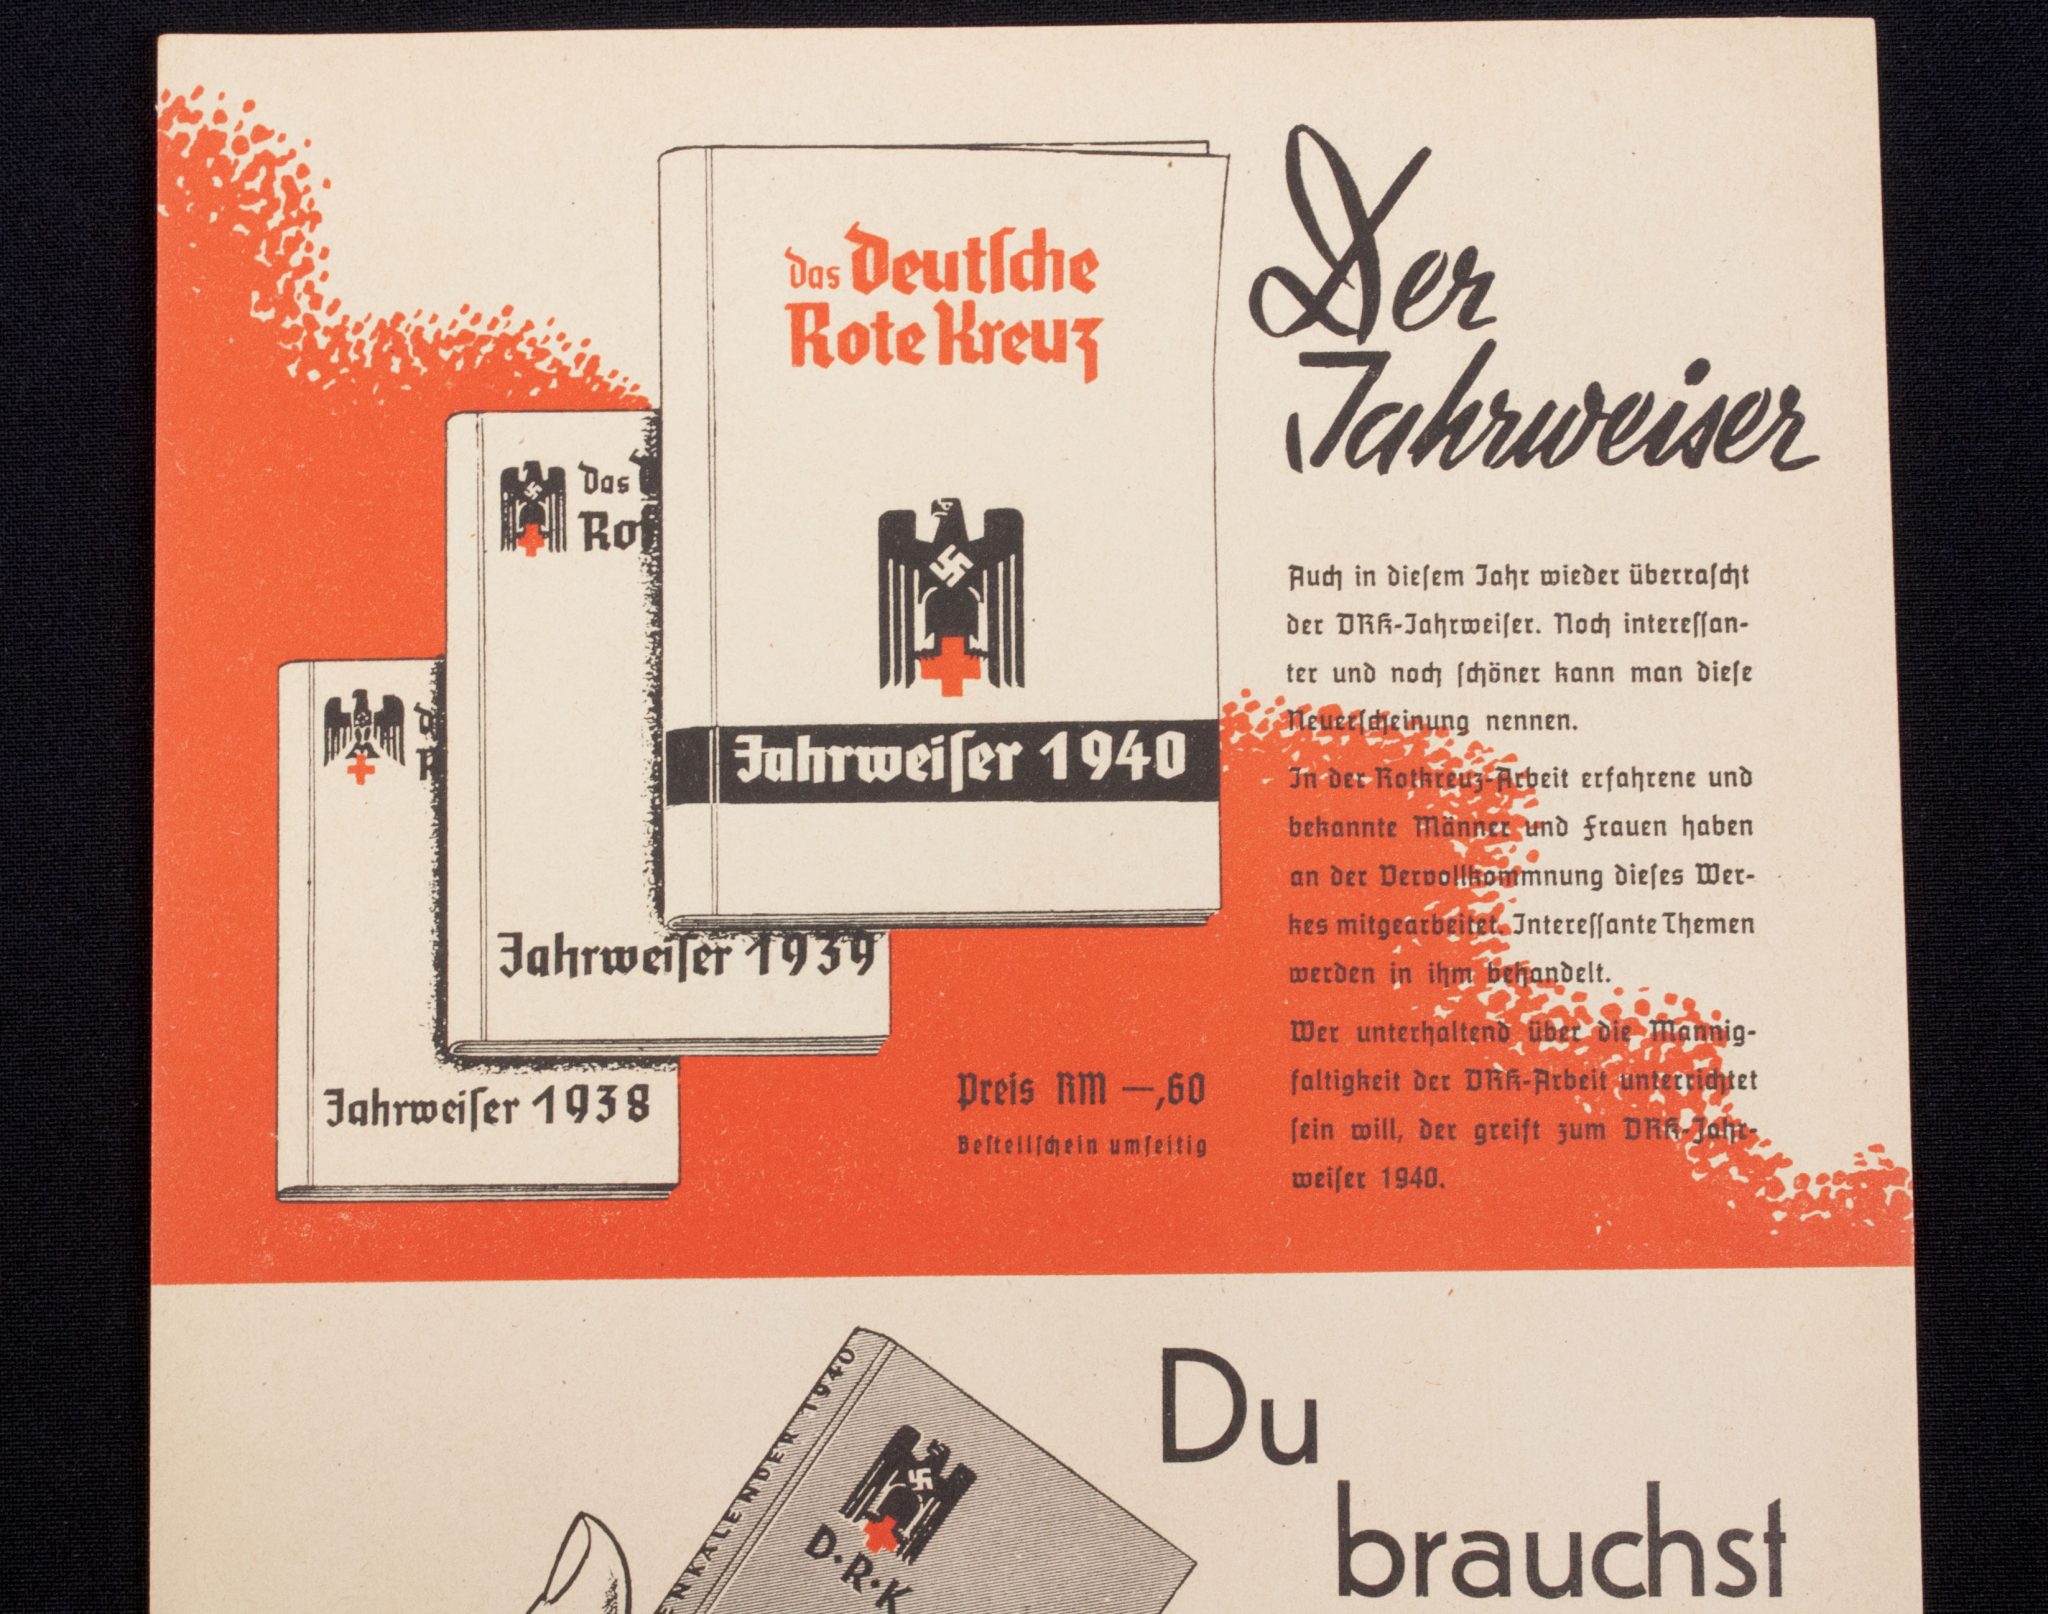 das Deutsche
Rote Kreuz
Jahrweiser 1940
das
Jahrweiser 1939
Jahrweiser 1938
Preis RM —,60
Bestellschein umseitig
Der
Jahrweiser
Auch in diesem Jahr wieder überrascht
der DRK-Jahrweiser. Noch interessan-
ter und noch schöner kann man diese
Neuerscheinung nennen.
In der Rotkreuz-Arbeit erfahrene und
bekannte Männer und Frauen haben
an der Vervollkommnung dieses Wer-
kes mitgearbeitet. Interessante Themen
werden in ihm behandelt.
Wer unterhaltend über die Mannig-
faltigkeit der DRK-Arbeit unterrichtet
sein will, der greift zum DRK-Jahr-
weiser 1940.
ENKALENDER 1940
D·R·K
Du
brauchst